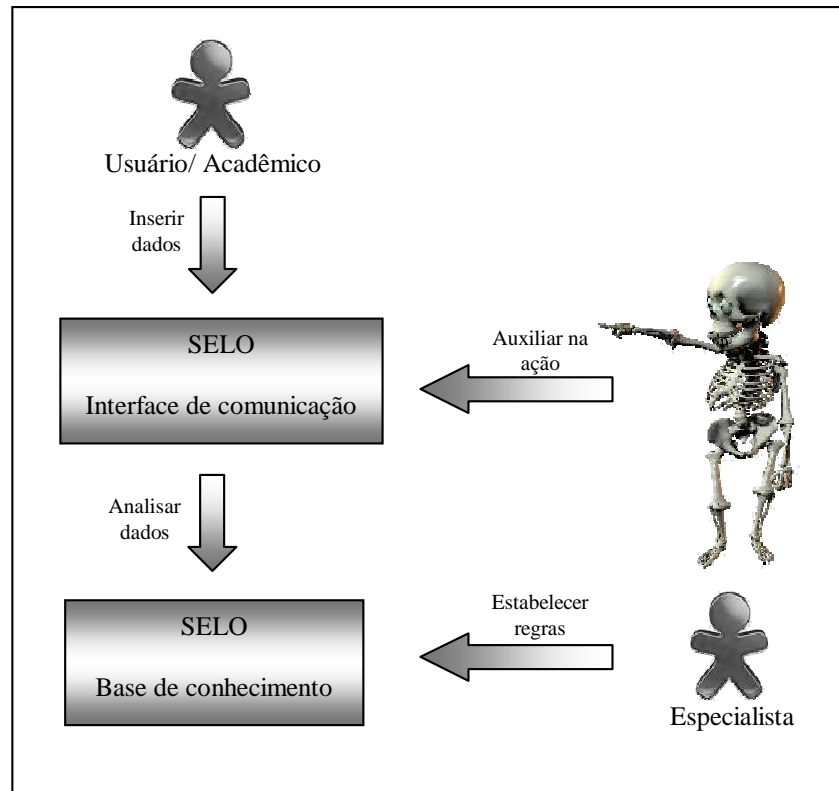 Usuário/ Acadêmico
Inserir
dados
SELO
Interface de comunicação
Auxiliar na
ação
Analisar
dados
SELO
Base de conhecimento
Estabelecer
regras
Especialista